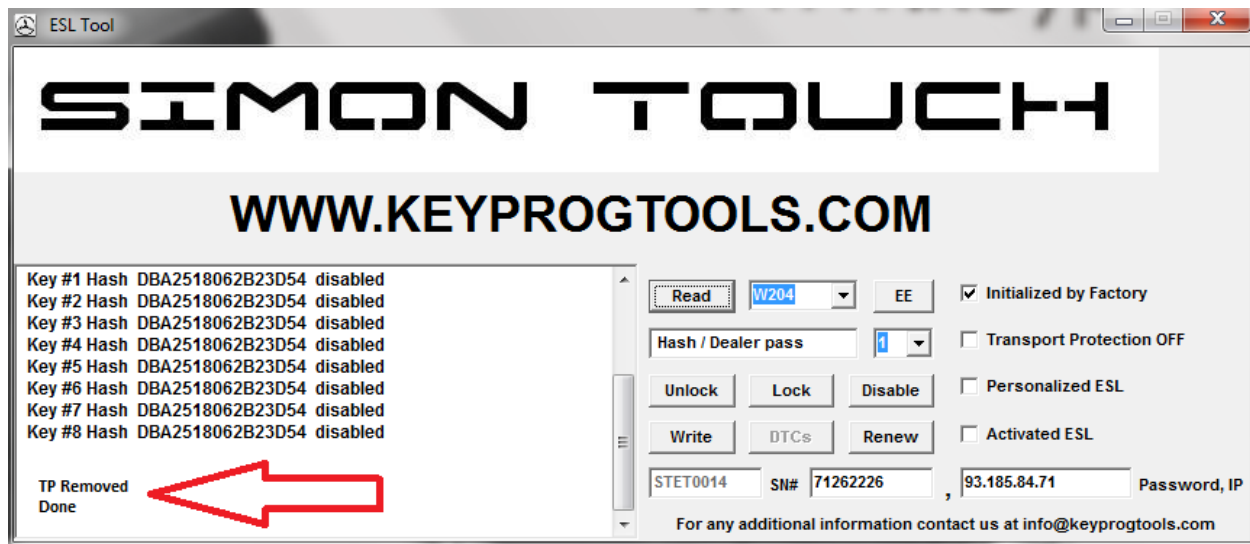 ESL Tool
SIMON TOUCH
WWW.KEYPROGTOOLS.COM
Key #1 Hash DBA2518062B23D54 disabled
Key #2 Hash DBA2518062B23D54 disabled
Key #3 Hash DBA2518062B23D54 disabled
Key #4 Hash DBA2518062B23D54 disabled
Key #5 Hash DBA2518062B23D54 disabled
Key #6 Hash DBA2518062B23D54 disabled
Key #7 Hash DBA2518062B23D54 disabled
Key #8 Hash DBA2518062B23D54 disabled
TP Removed
Done
Read W204 EE Initialized by Factory
Hash / Dealer pass 1 Transport Protection OFF
Unlock Lock Disable Personalized ESL
Write DTCs Renew Activated ESL
STET0014 SN# 71262226 , 93.185.84.71 Password, IP
For any additional information contact us at info@keyprogtools.com